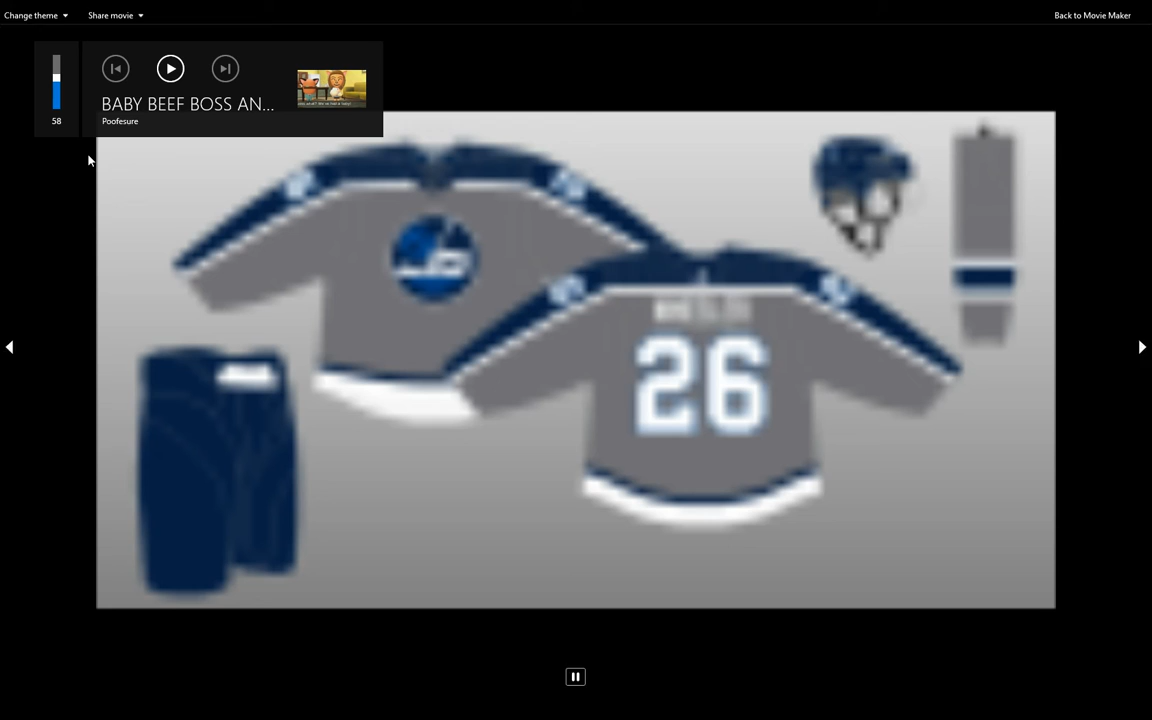 Change theme
Share movie
Back to Movie Maker
BABY BEEF BOSS AN...
58
Poofesure
26